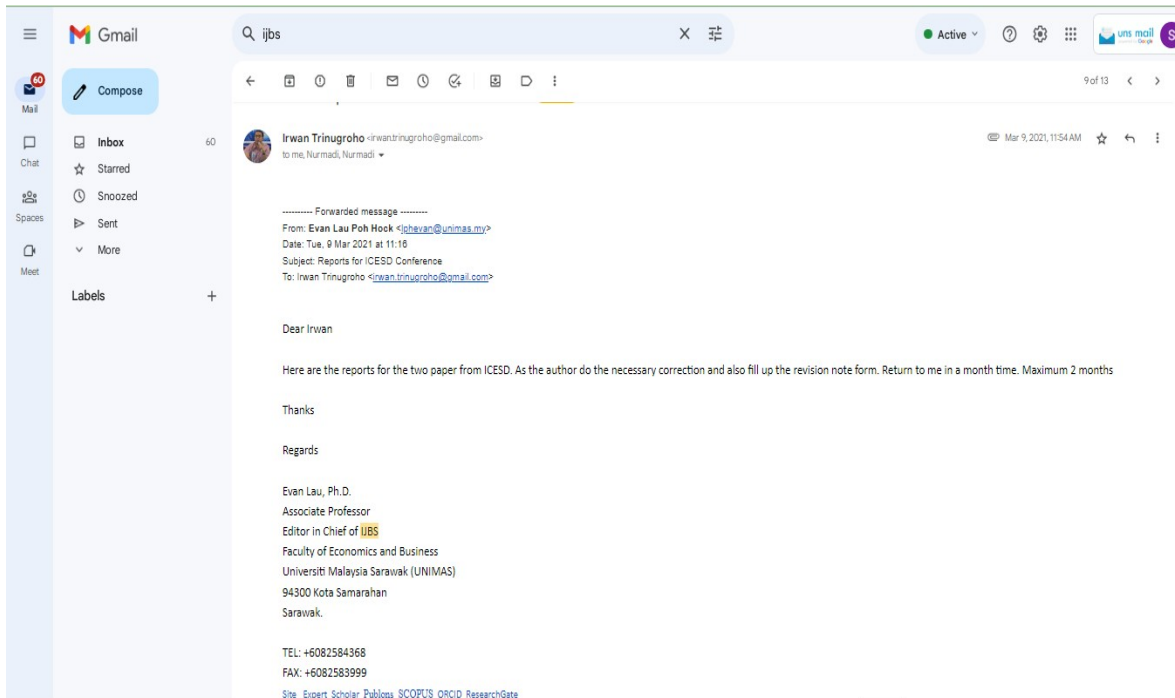 Gmail
ijbs
Active
uns mail
S
60
Mail
Compose
9 of 13
Inbox 60
Chat
Starred
Snoozed
Spaces
Sent
More
Meet
Labels
Irwan Trinugroho <irwan.trinugroho@gmail.com>
Mar 9, 2021, 11:54 AM
to me, Nurmadi, Nurmadi
---------- Forwarded message ---------
From: Evan Lau Poh Hock <lphevan@unimas.my>
Date: Tue, 9 Mar 2021 at 11:16
Subject: Reports for ICESD Conference
To: Irwan Trinugroho <irwan.trinugroho@gmail.com>
Dear Irwan
Here are the reports for the two paper from ICESD. As the author do the necessary correction and also fill up the revision note form. Return to me in a month time. Maximum 2 months
Thanks
Regards
Evan Lau, Ph.D.
Associate Professor
Editor in Chief of IJBS
Faculty of Economics and Business
Universiti Malaysia Sarawak (UNIMAS)
94300 Kota Samarahan
Sarawak.
TEL: +6082584368
FAX: +6082583999
Site Expert Scholar Publons SCOPUS ORCID ResearchGate